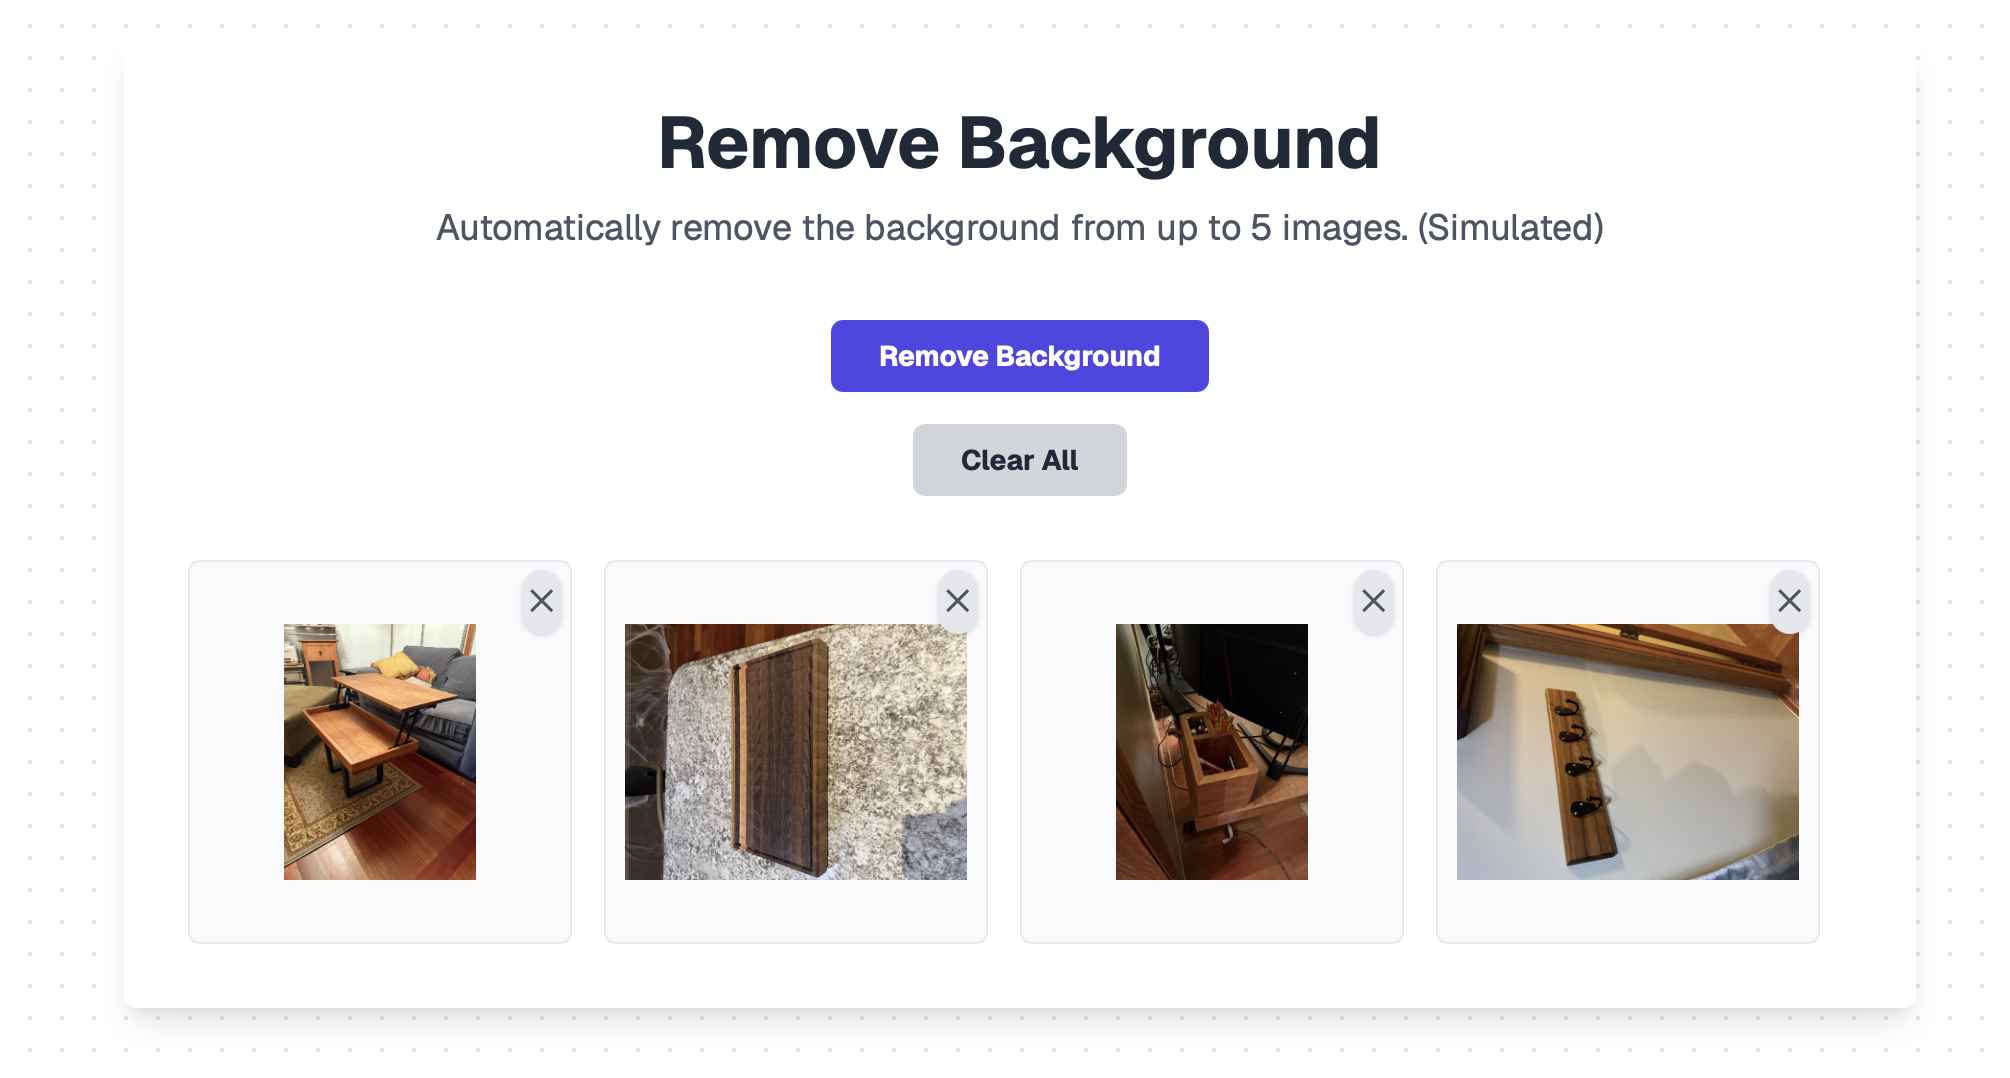 Remove Background
Automatically remove the background from up to 5 images. (Simulated)
Remove Background
Clear All